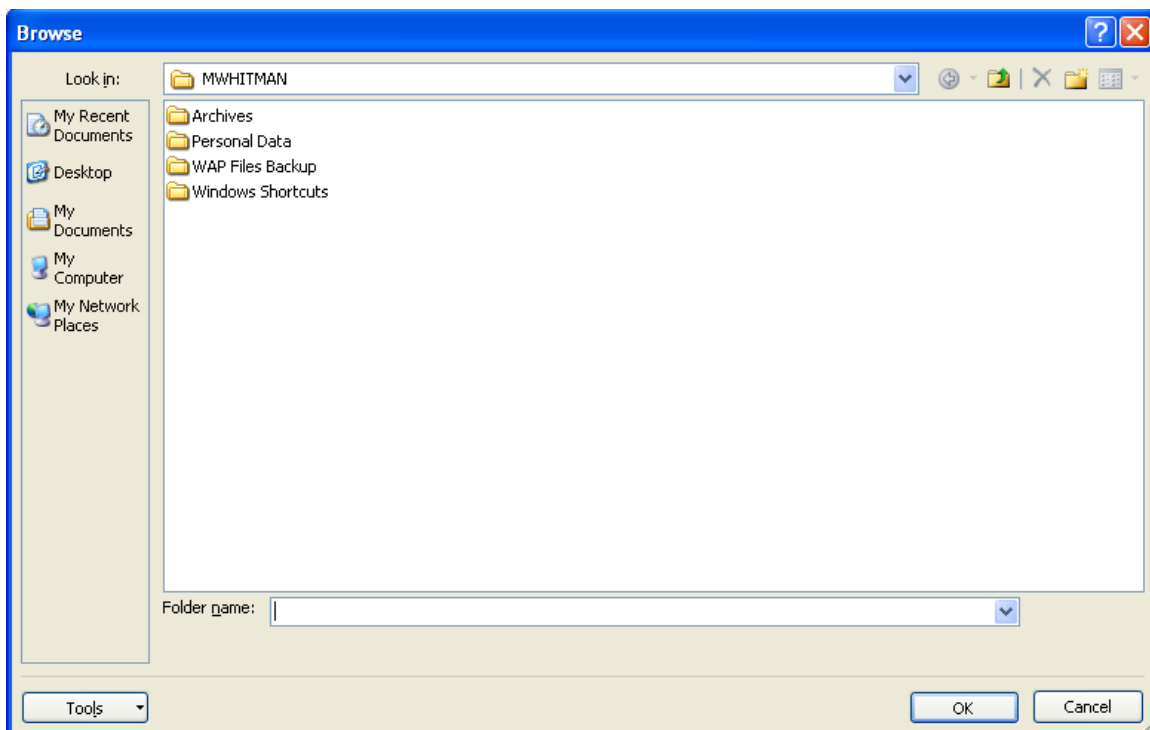 Browse
Look in:
MWHITMAN
My Recent
Documents
Desktop
My
Documents
My
Computer
My Network
Places
Archives
Personal Data
WAP Files Backup
Windows Shortcuts
Folder name:
Tools
OK
Cancel